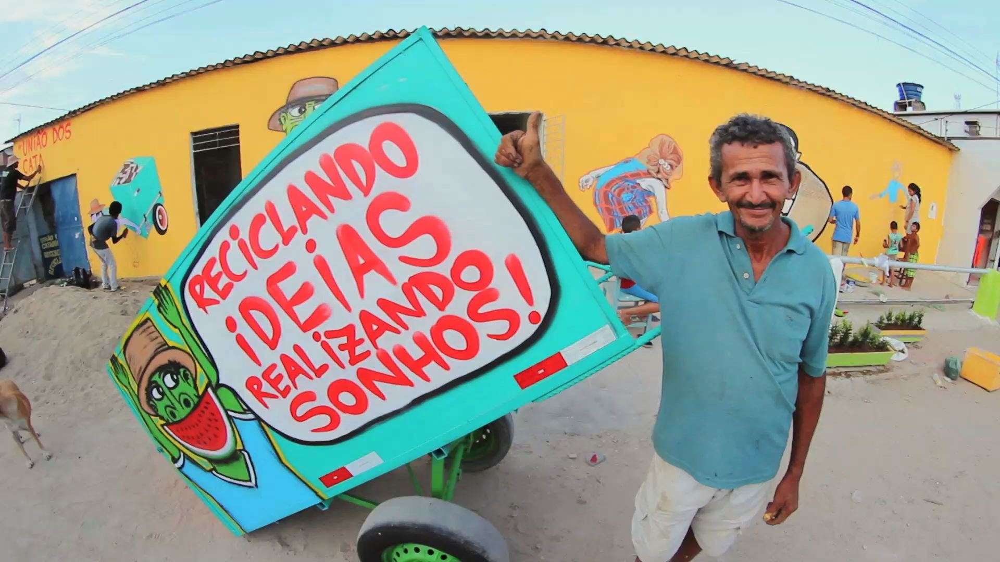 "UNIÃO DOS
CATA
RECICLANDO
IDEIAS
REALIZANDO
SONHOS!